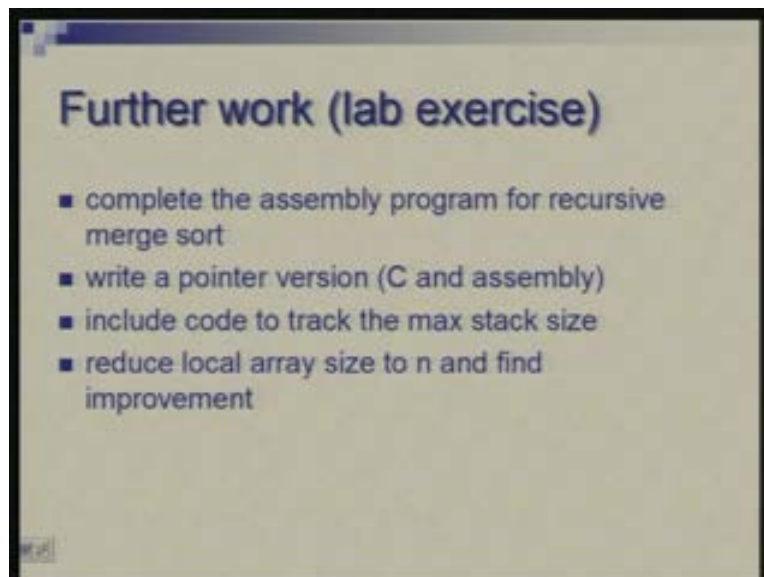 Further work (lab exercise)
complete the assembly program for recursive
merge sort
write a pointer version (C and assembly)
include code to track the max stack size
reduce local array size to n and find
improvement